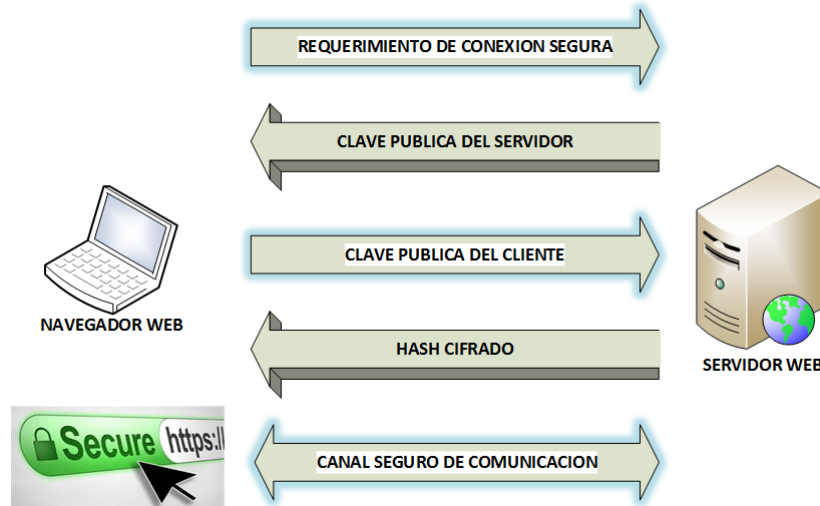 REQUERIMIENTO DE CONEXION SEGURA
CLAVE PUBLICA DEL SERVIDOR
CLAVE PUBLICA DEL CLIENTE
NAVEGADOR WEB
HASH CIFRADO
SERVIDOR WEB
Secure https:/
CANAL SEGURO DE COMUNICACION